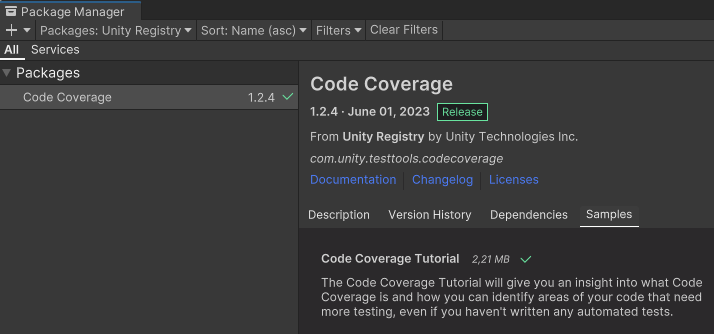 Package Manager
+ Packages: Unity Registry Sort: Name (asc) Filters Clear Filters
All Services
Packages
Code Coverage 1.2.4
Code Coverage
1.2.4 · June 01, 2023 Release
From Unity Registry by Unity Technologies Inc.
com.unity.testtools.codecoverage
Documentation Changelog Licenses
Description Version History Dependencies Samples
Code Coverage Tutorial 2,21 MB
The Code Coverage Tutorial will give you an insight into what Code
Coverage is and how you can identify areas of your code that need
more testing, even if you haven't written any automated tests.